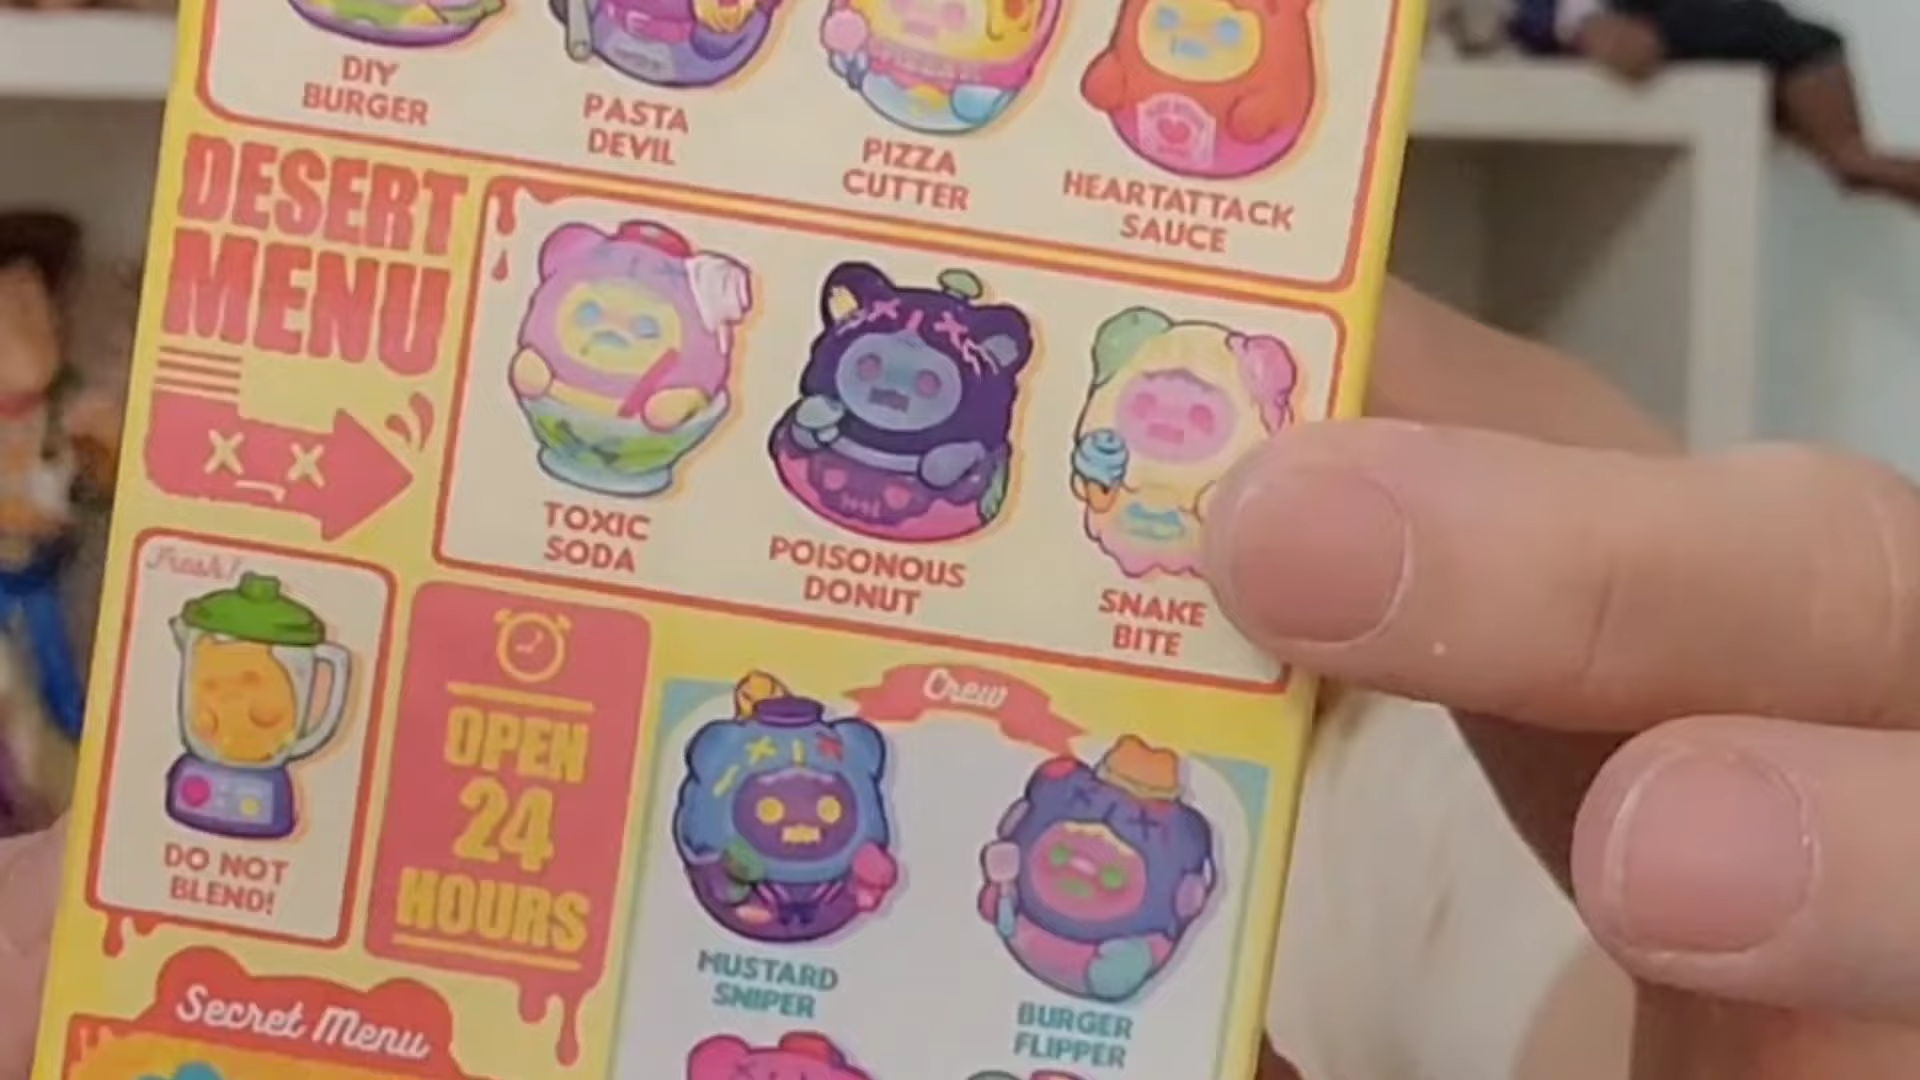 DIY
BURGER
PASTA
DEVIL
PIZZA
CUTTER
HEARTATTACK
SAUCE
DESERT
MENU
TOXIC
SODA
POISONOUS
DONUT
SNAKE
BITE
Fresh!
DO NOT
BLEND!
OPEN
24
HOURS
Crew
MUSTARD
SNIPER
BURGER
FLIPPER
Secret Menu